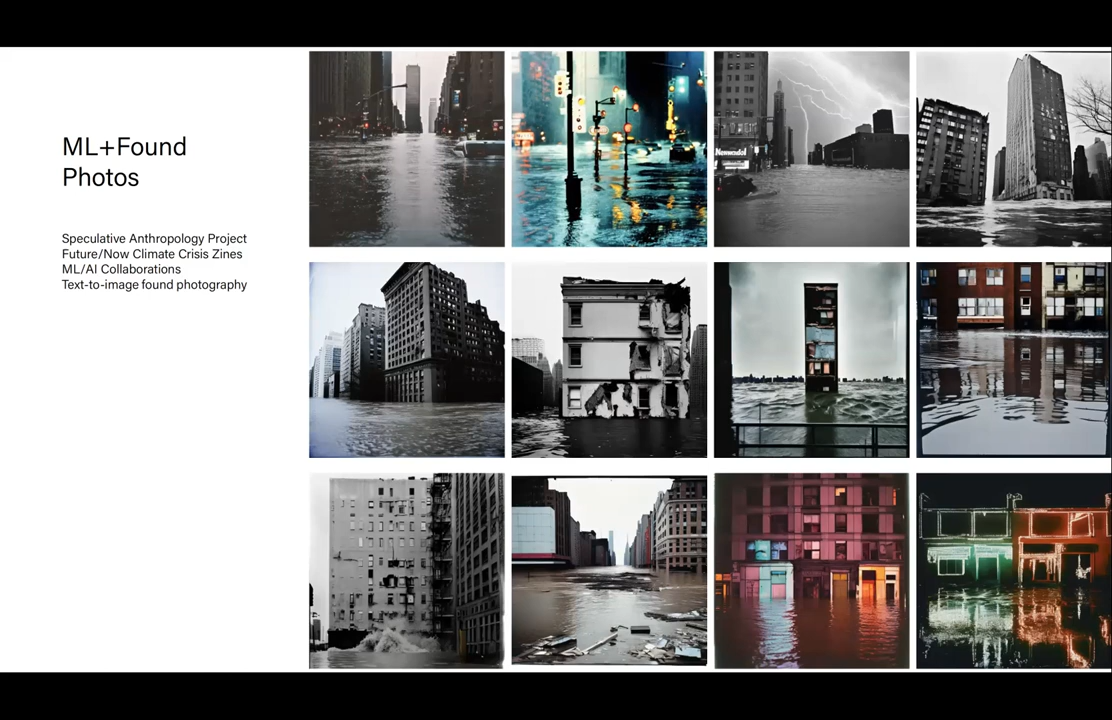 ML+Found
Photos
Speculative Anthropology Project
Future/Now Climate Crisis Zines
ML/AI Collaborations
Text-to-image found photography